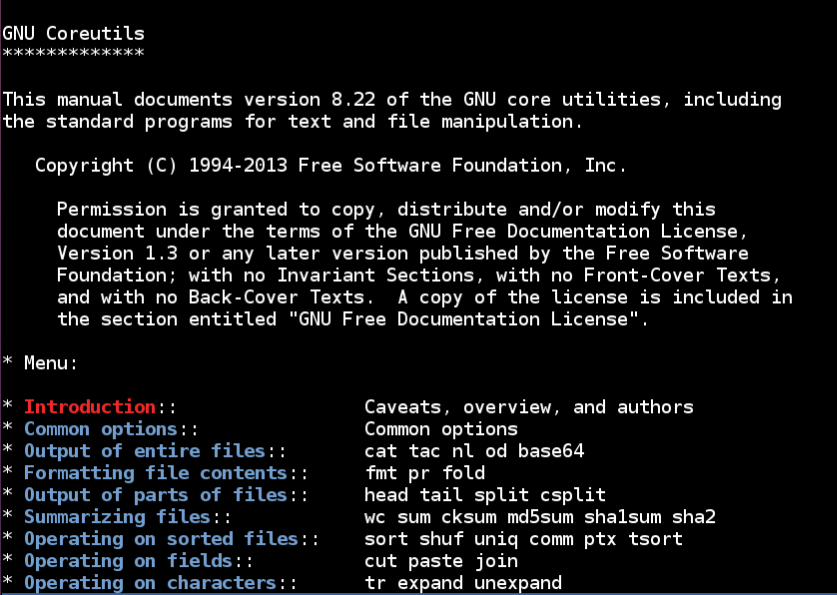 GNU Coreutils
*************
This manual documents version 8.22 of the GNU core utilities, including
the standard programs for text and file manipulation.
Copyright (C) 1994-2013 Free Software Foundation, Inc.
Permission is granted to copy, distribute and/or modify this
document under the terms of the GNU Free Documentation License,
Version 1.3 or any later version published by the Free Software
Foundation; with no Invariant Sections, with no Front-Cover Texts,
and with no Back-Cover Texts.  A copy of the license is included in
the section entitled "GNU Free Documentation License".
* Menu:
* Introduction::                 Caveats, overview, and authors
* Common options::               Common options
* Output of entire files::       cat tac nl od base64
* Formatting file contents::     fmt pr fold
* Output of parts of files::     head tail split csplit
* Summarizing files::            wc sum cksum md5sum sha1sum sha2
* Operating on sorted files::    sort shuf uniq comm ptx tsort
* Operating on fields::          cut paste join
* Operating on characters::      tr expand unexpand